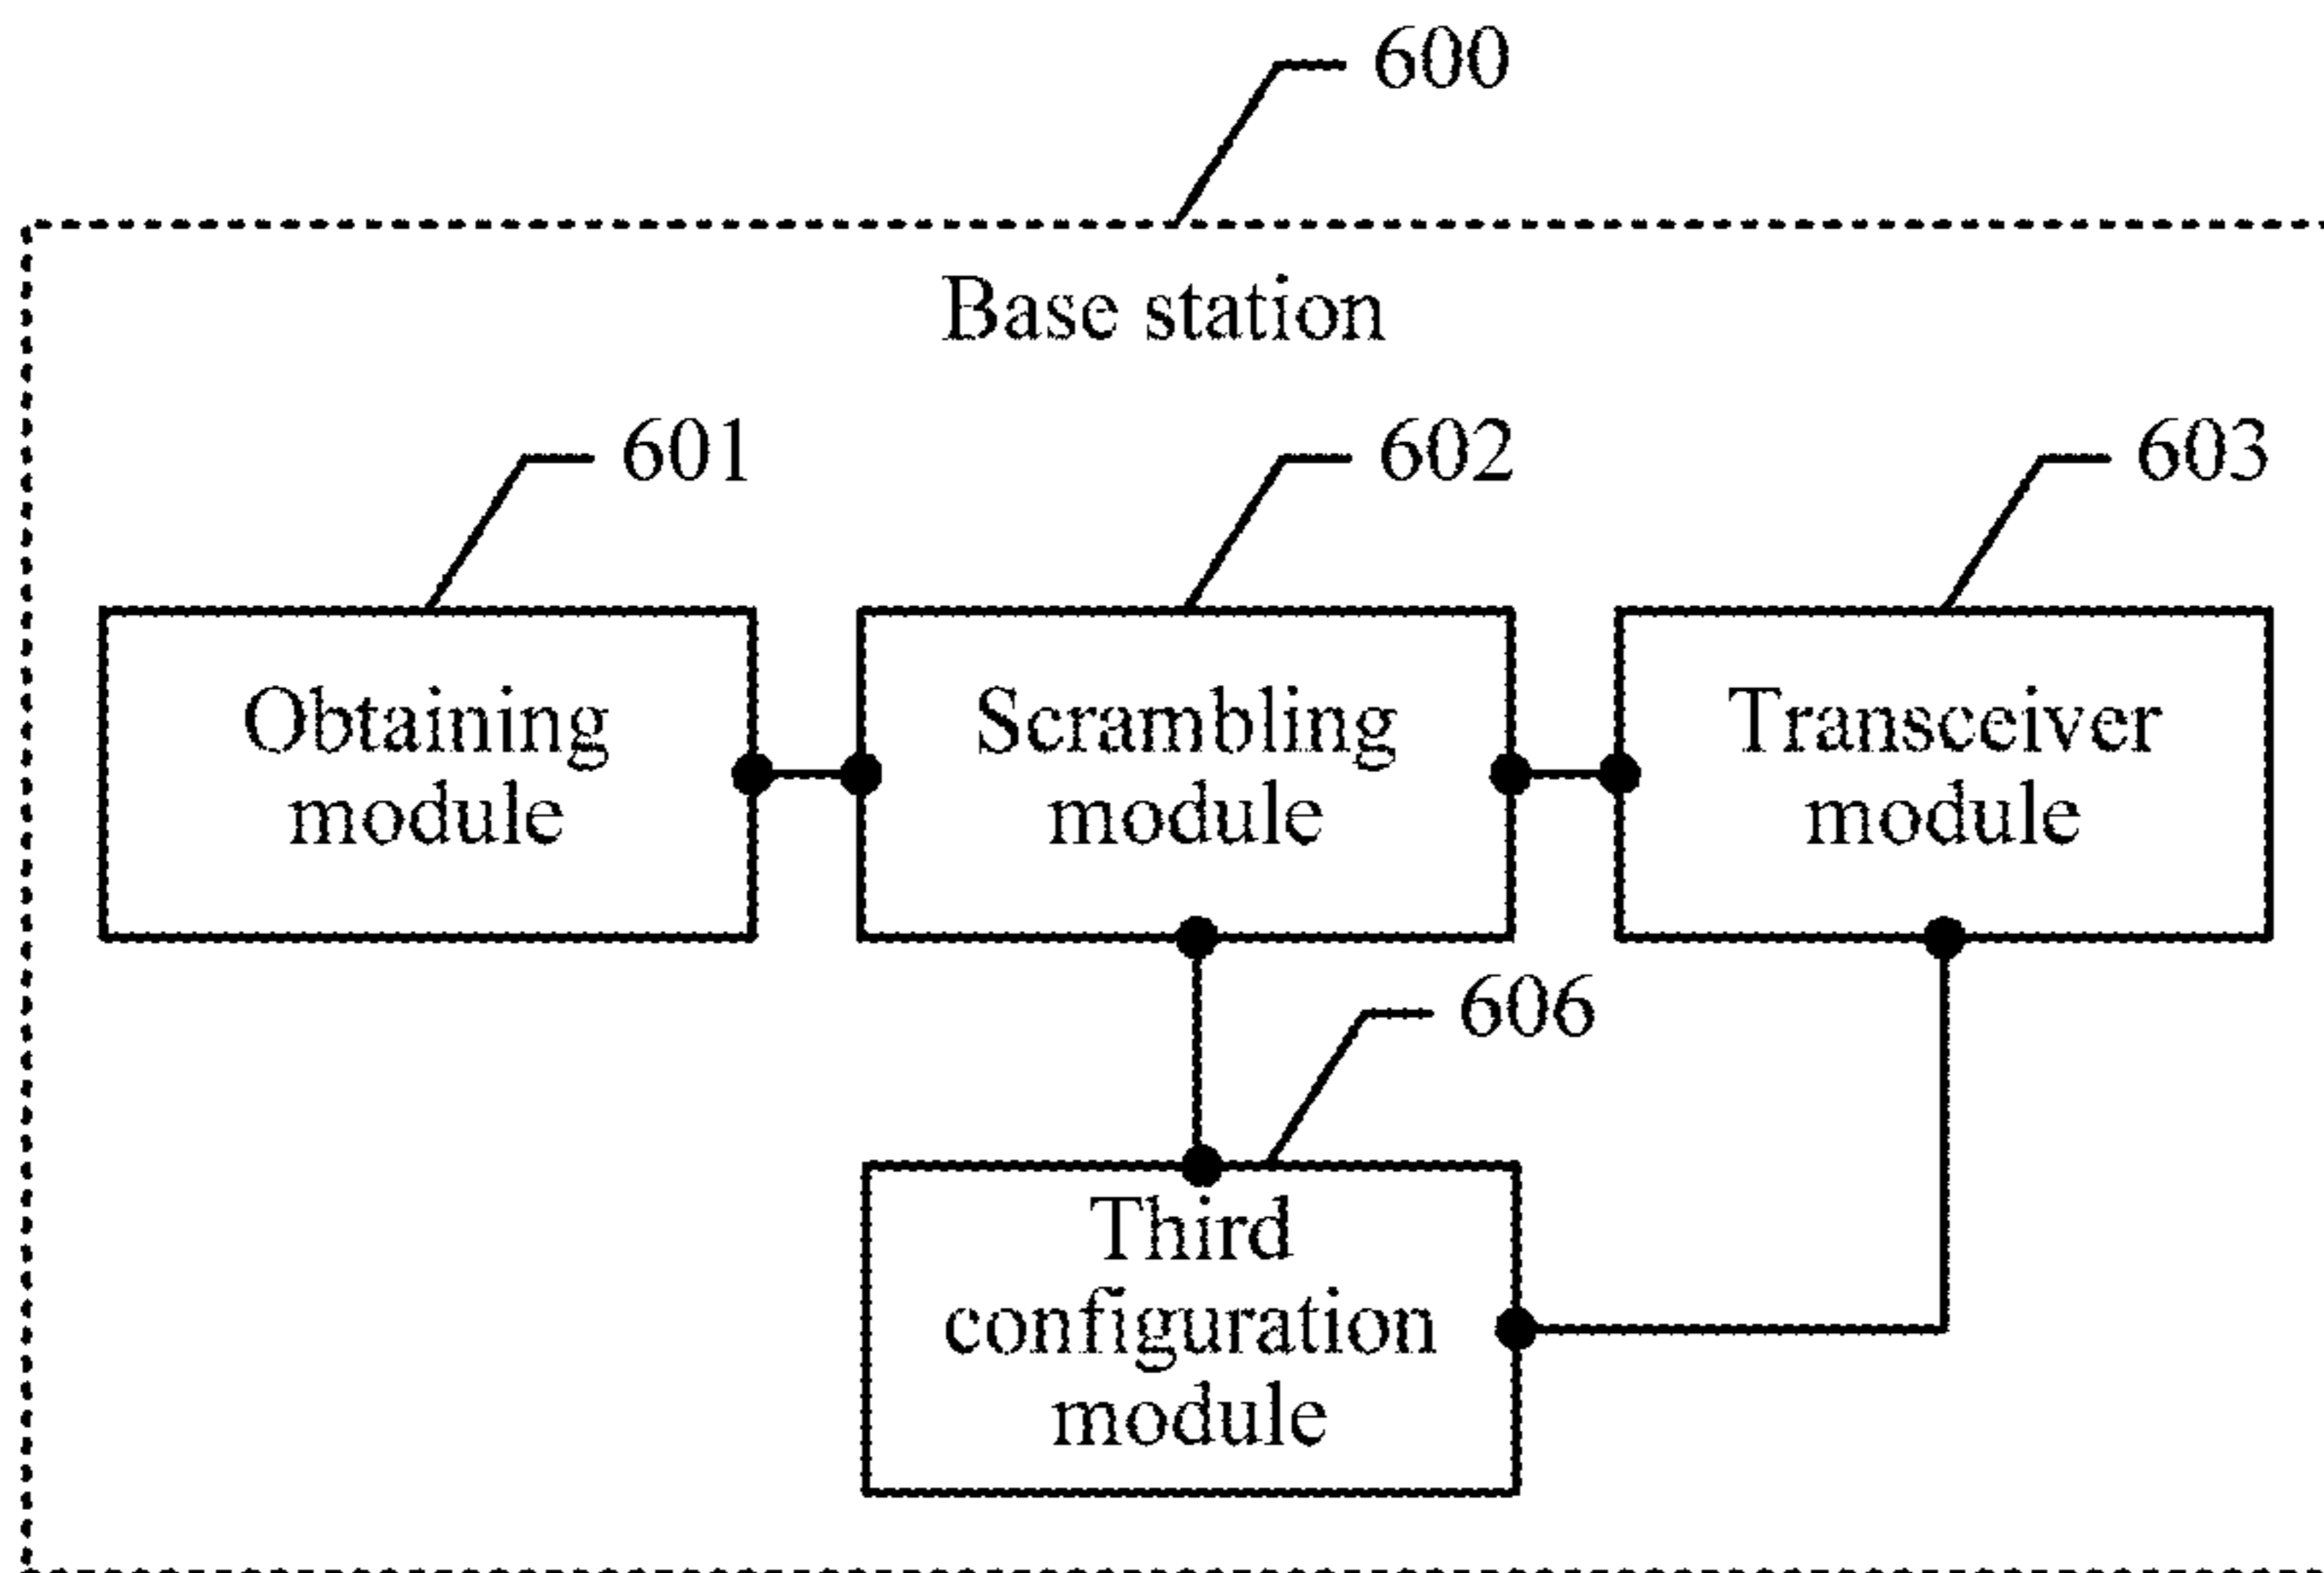 600
Base station
601
602
603
Obtaining
module
Scrambling
module
Transceiver
module
606
Third
configuration
module